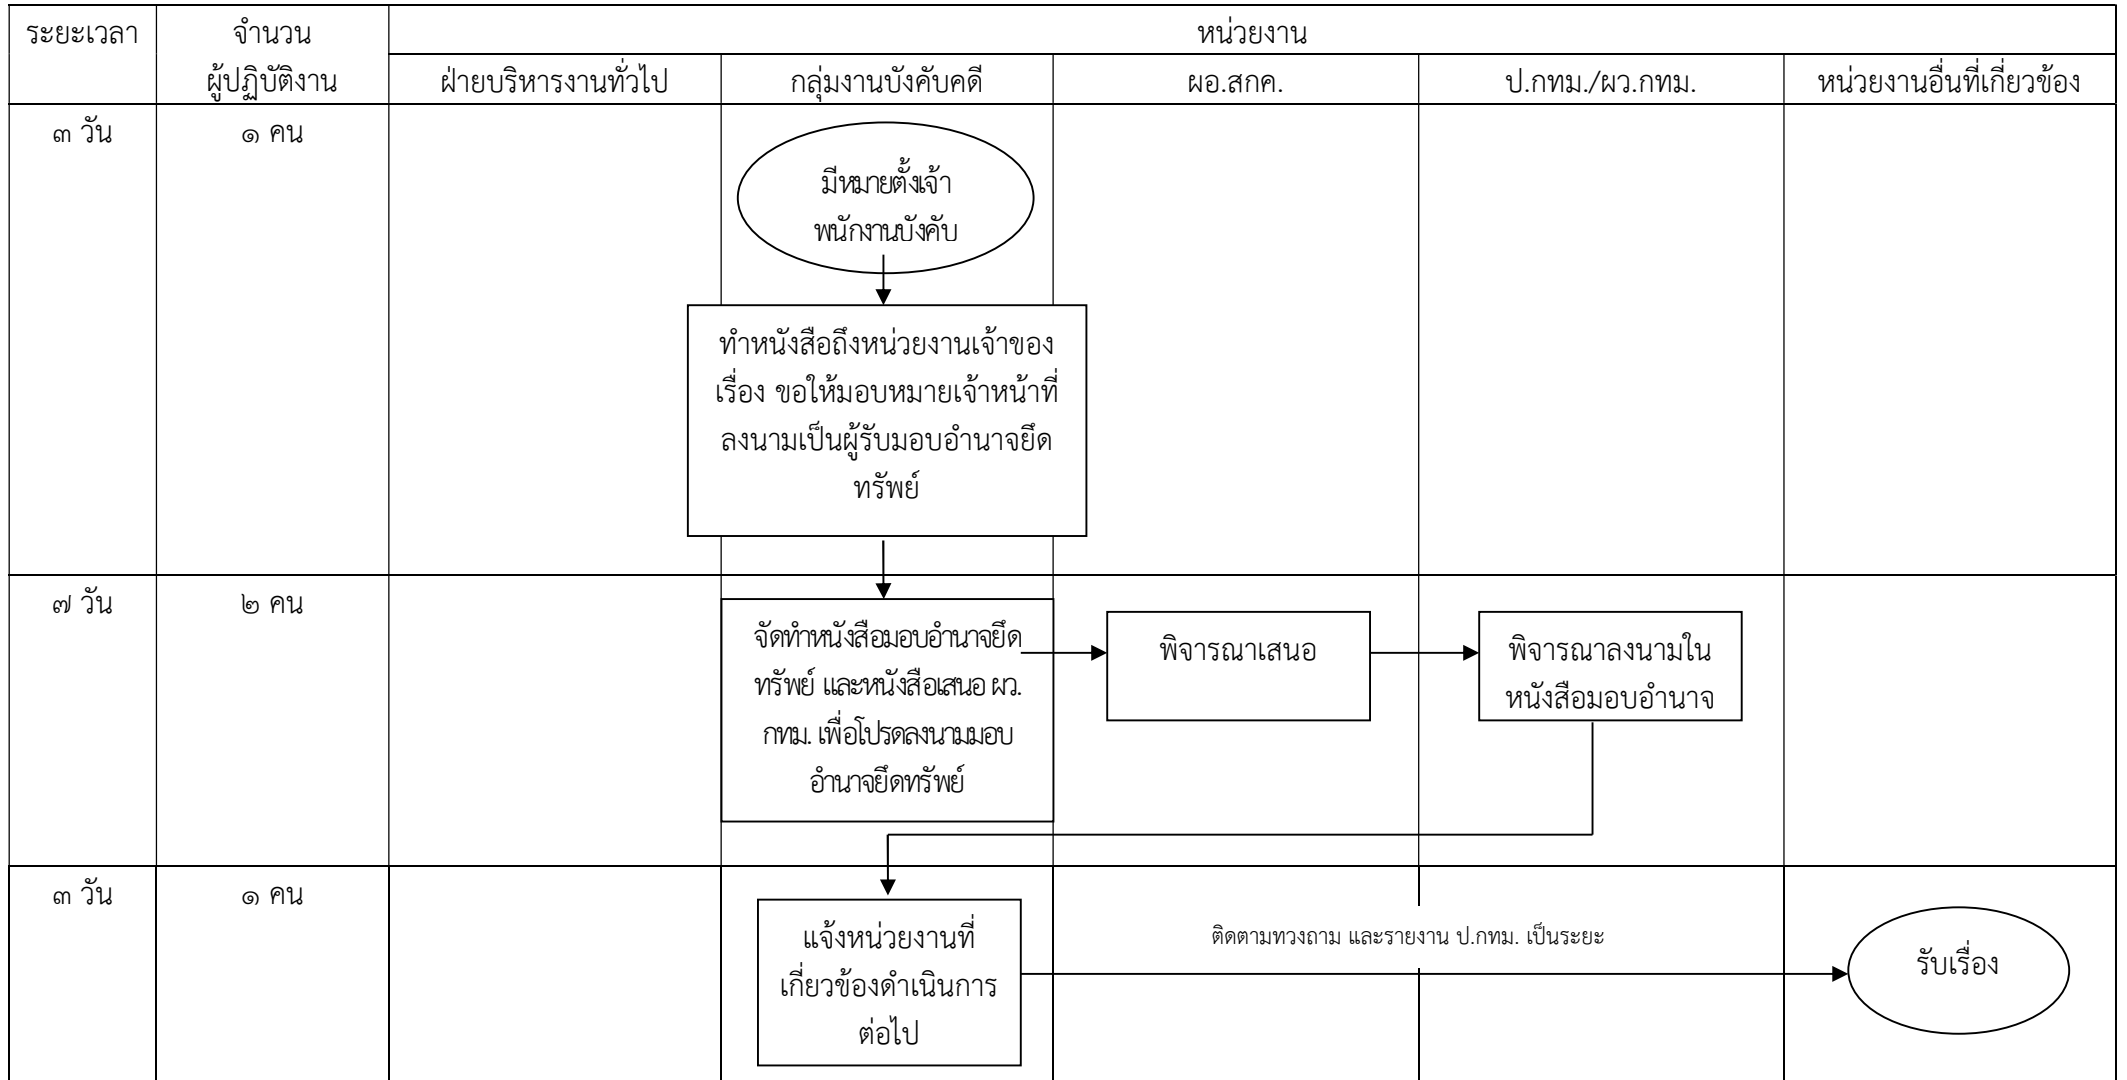 ระยะเวลา
จำนวน
ผู้ปฏิบัติงาน
หน่วยงาน
ฝ่ายบริหารงานทั่วไป
กลุ่มงานบังคับคดี
ผอ.สกค.
ป.กทม./ผว.กทม.
หน่วยงานอื่นที่เกี่ยวข้อง
๓ วัน
๑ คน
มีหมายตั้งเจ้า
พนักงานบังคับ
ทำหนังสือถึงหน่วยงานเจ้าของ
เรื่อง ขอให้มอบหมายเจ้าหน้าที่
ลงนามเป็นผู้รับมอบอำนาจยึด
ทรัพย์
๗ วัน
๒ คน
จัดทำหนังสือมอบอำนาจยึด
ทรัพย์ และหนังสือเสนอ ผว.
กทม. เพื่อโปรดลงนามมอบ
อำนาจยึดทรัพย์
พิจารณาเสนอ
พิจารณาลงนามใน
หนังสือมอบอำนาจ
๓ วัน
๑ คน
แจ้งหน่วยงานที่
เกี่ยวข้องดำเนินการ
ต่อไป
ติดตามทวงถาม และรายงาน ป.กทม. เป็นระยะ
รับเรื่อง